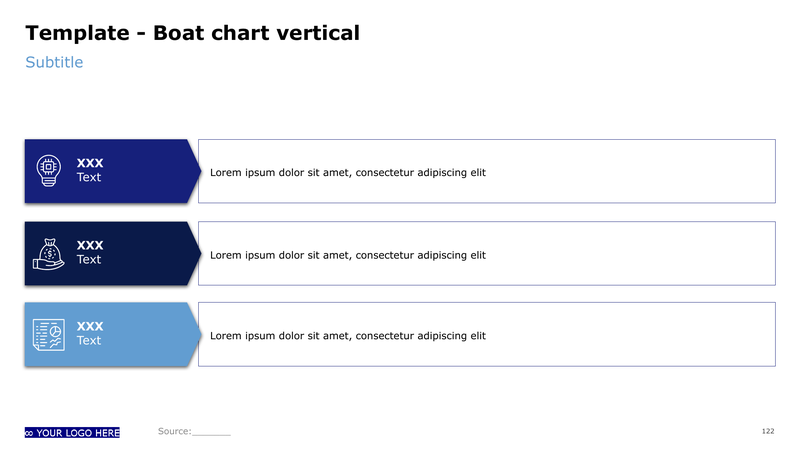 Template - Boat chart vertical
Subtitle
XXX
Text
Lorem ipsum dolor sit amet, consectetur adipiscing elit
XXX
Text
Lorem ipsum dolor sit amet, consectetur adipiscing elit
XXX
Text
Lorem ipsum dolor sit amet, consectetur adipiscing elit
∞ YOUR LOGO HERE
Source:_______
122